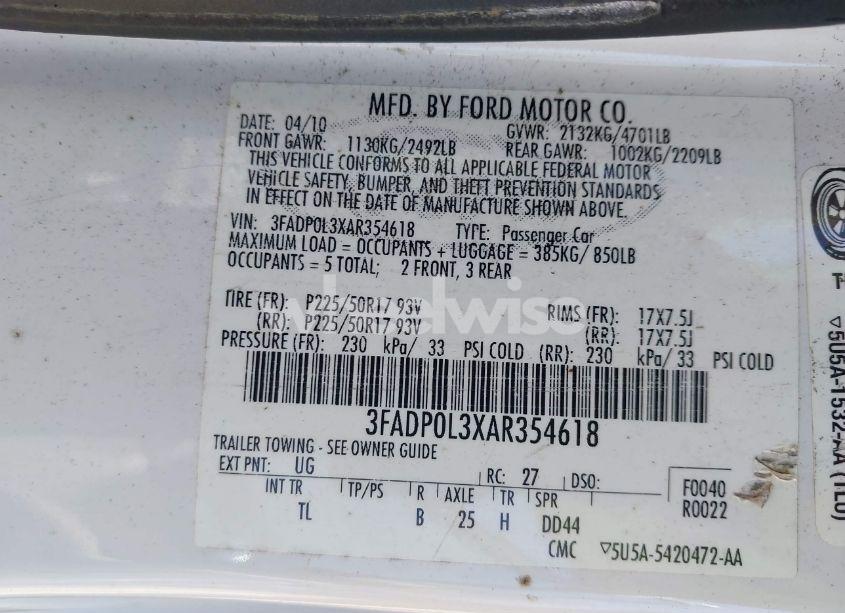 MFD. BY FORD MOTOR CO.
DATE: 04/10 GVWR: 2132KG/4701LB
FRONT GAWR: 1130KG/2492LB REAR GAWR: 1002KG/2209LB
THIS VEHICLE CONFORMS TO ALL APPLICABLE FEDERAL MOTOR
VEHICLE SAFETY, BUMPER, AND THEFT PREVENTION STANDARDS
IN EFFECT ON THE DATE OF MANUFACTURE SHOWN ABOVE.
VIN: 3FADP0L3XAR354618 TYPE: Passenger Car
MAXIMUM LOAD = OCCUPANTS + LUGGAGE = 385KG/ 850LB
OCCUPANTS = 5 TOTAL; 2 FRONT, 3 REAR
TIRE (FR): P225/50R17 93V RIMS (FR): 17X7.5J
(RR): P225/50R17 93V (RR): 17X7.5J
PRESSURE (FR): 230 kPa/ 33 PSI COLD (RR): 230 kPa/ 33 PSI COLD
3FADP0L3XAR354618
TRAILER TOWING - SEE OWNER GUIDE
EXT PNT: UG RC: 27 DSO: F0040
R0022
INT TR TP/PS R AXLE TR SPR
TL B 25 H DD44
CMC ▽5U5A-5420472-AA
▽5U5A-1532-AA (TL0)